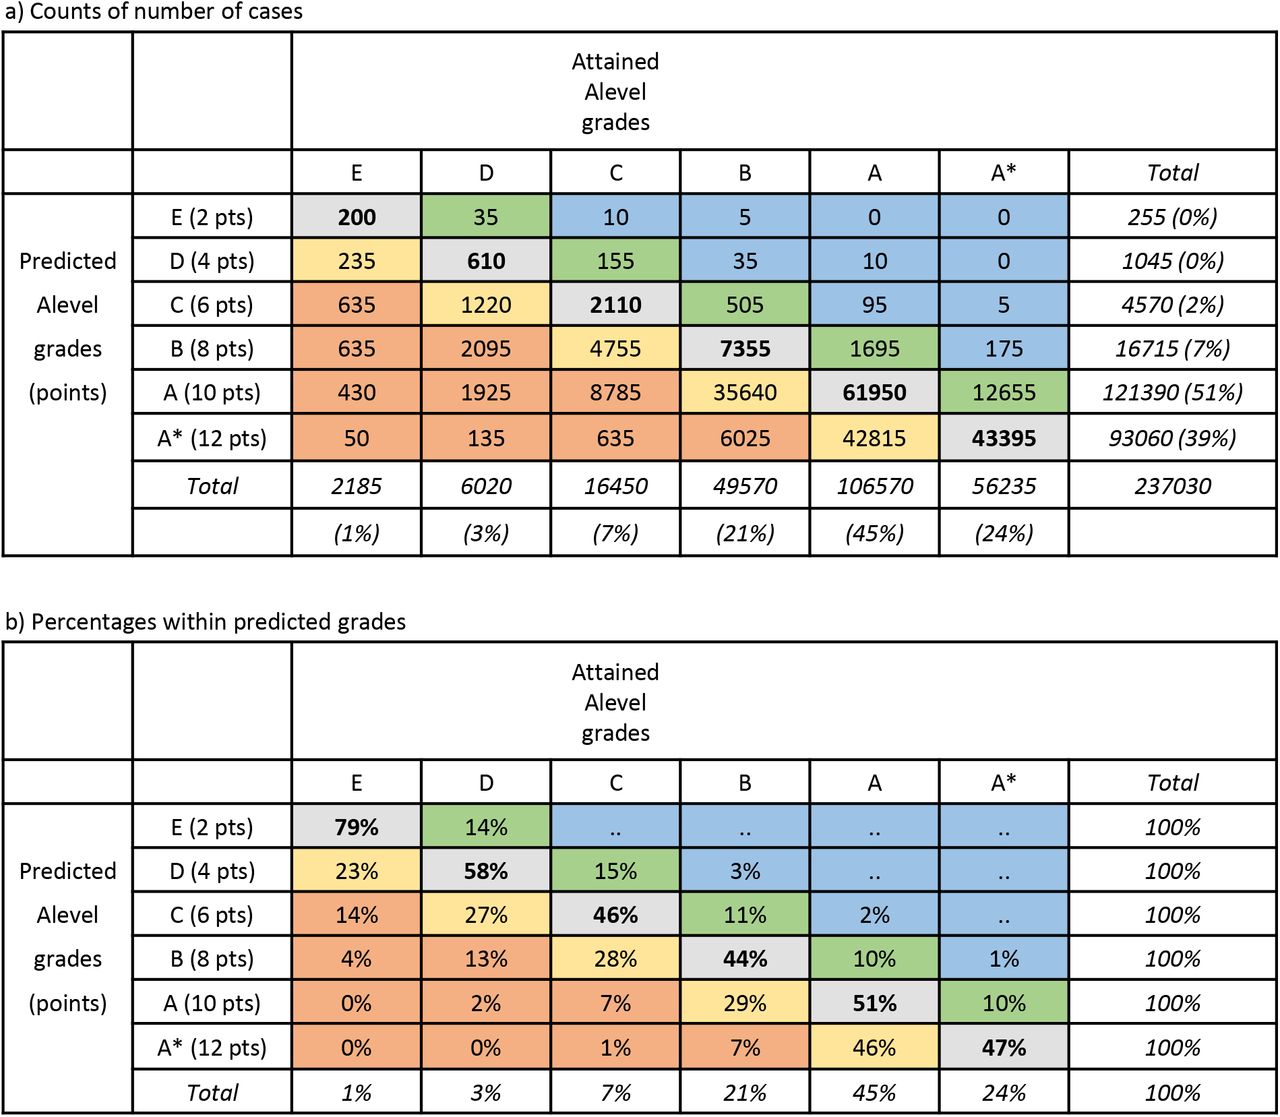 a) Counts of number of cases
Attained
Alevel
grades
E D C B A A* Total
E (2 pts) 200 35 10 5 0 0 255 (0%)
Predicted D (4 pts) 235 610 155 35 10 0 1045 (0%)
Alevel C (6 pts) 635 1220 2110 505 95 5 4570 (2%)
grades B (8 pts) 635 2095 4755 7355 1695 175 16715 (7%)
(points) A (10 pts) 430 1925 8785 35640 61950 12655 121390 (51%)
A* (12 pts) 50 135 635 6025 42815 43395 93060 (39%)
Total 2185 6020 16450 49570 106570 56235 237030
(1%) (3%) (7%) (21%) (45%) (24%)
b) Percentages within predicted grades
Attained
Alevel
grades
E D C B A A* Total
E (2 pts) 79% 14% .. .. .. .. 100%
Predicted D (4 pts) 23% 58% 15% 3% .. .. 100%
Alevel C (6 pts) 14% 27% 46% 11% 2% .. 100%
grades B (8 pts) 4% 13% 28% 44% 10% 1% 100%
(points) A (10 pts) 0% 2% 7% 29% 51% 10% 100%
A* (12 pts) 0% 0% 1% 7% 46% 47% 100%
Total 1% 3% 7% 21% 45% 24% 100%